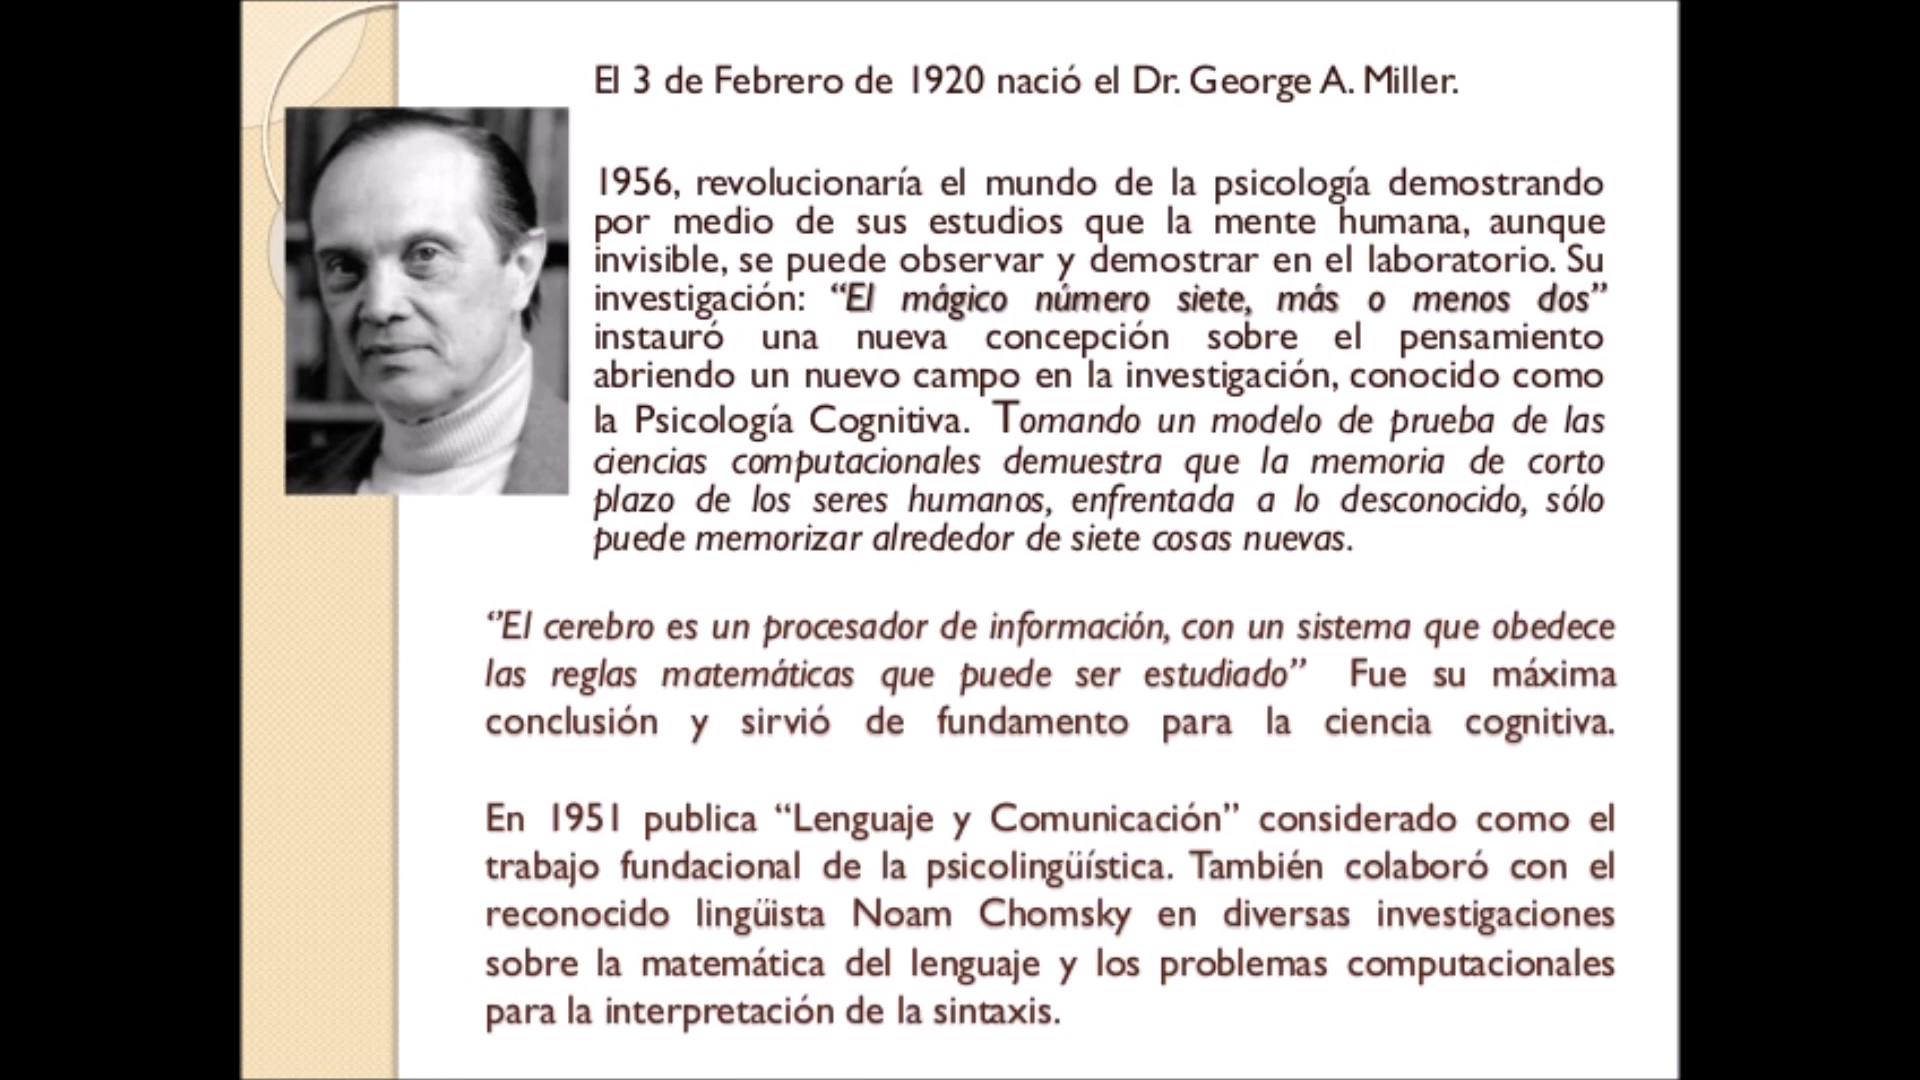 El 3 de Febrero de 1920 nació el Dr. George A. Miller.
1956, revolucionaría el mundo de la psicología demostrando
por medio de sus estudios que la mente humana, aunque
invisible, se puede observar y demostrar en el laboratorio. Su
investigación: “El mágico número siete, más o menos dos”
instauró una nueva concepción sobre el pensamiento
abriendo un nuevo campo en la investigación, conocido como
la Psicología Cognitiva. Tomando un modelo de prueba de las
ciencias computacionales demuestra que la memoria de corto
plazo de los seres humanos, enfrentada a lo desconocido, sólo
puede memorizar alrededor de siete cosas nuevas.
“El cerebro es un procesador de información, con un sistema que obedece
las reglas matemáticas que puede ser estudiado” Fue su máxima
conclusión y sirvió de fundamento para la ciencia cognitiva.
En 1951 publica “Lenguaje y Comunicación” considerado como el
trabajo fundacional de la psicolingüística. También colaboró con el
reconocido lingüista Noam Chomsky en diversas investigaciones
sobre la matemática del lenguaje y los problemas computacionales
para la interpretación de la sintaxis.